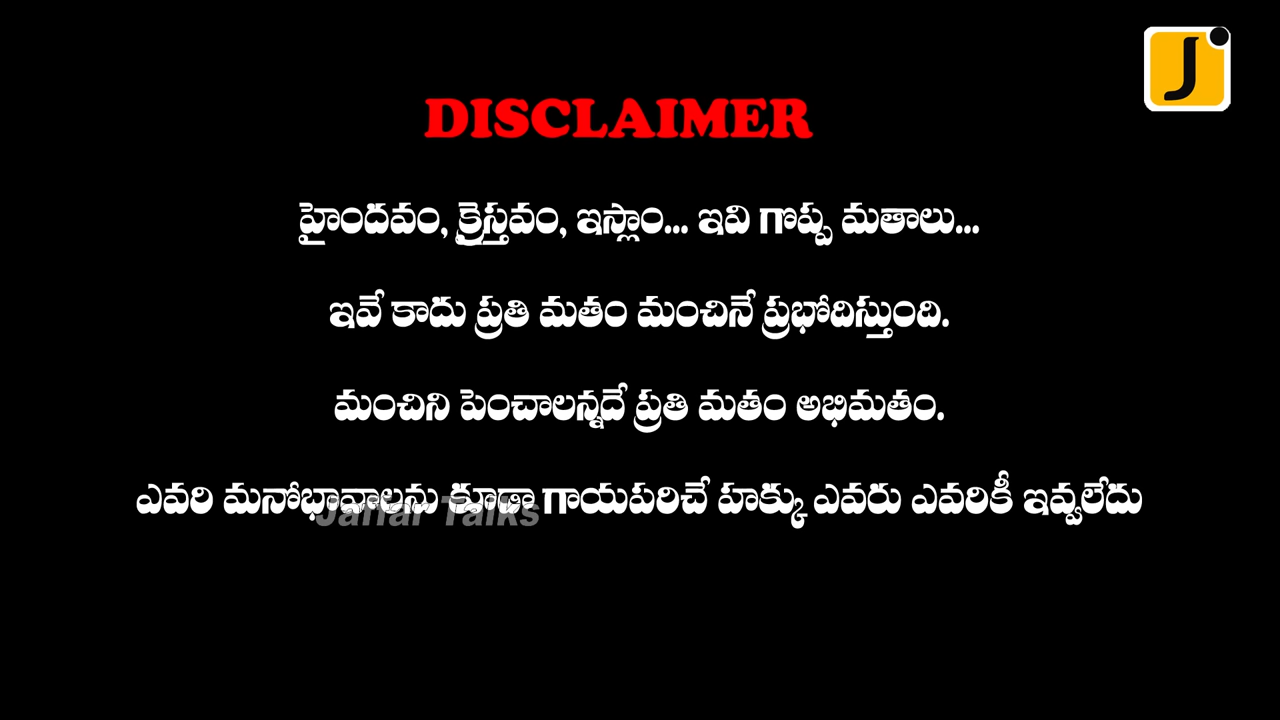 J
DISCLAIMER
హైందవం, క్రైస్తవం, ఇస్లాం... ఇవి గొప్ప మతాలు...
ఇవే కాదు ప్రతి మతం మంచినే ప్రభోదిస్తుంది.
మంచిని పెంచాలన్నదే ప్రతి మతం అభిమతం.
ఎవరి మనోభావాలను కూడా గాయపరిచే హక్కు ఎవరు ఎవరికీ ఇవ్వలేదు
Jaffar Talks